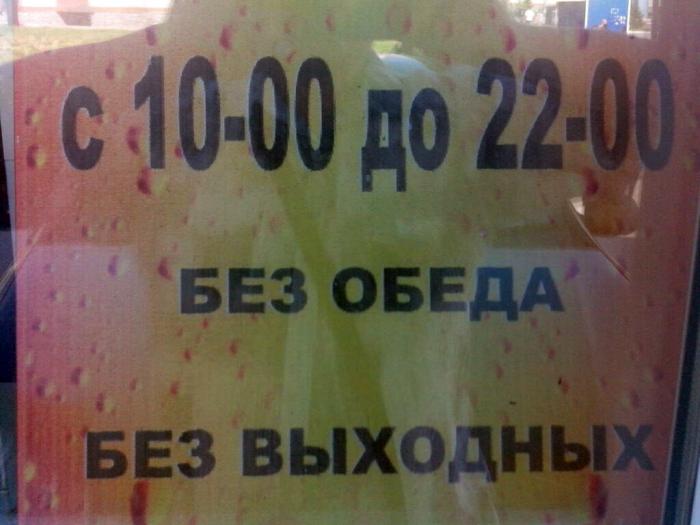 с 10-00 до 22-00
БЕЗ ОБЕДА
БЕЗ ВЫХОДНЫХ